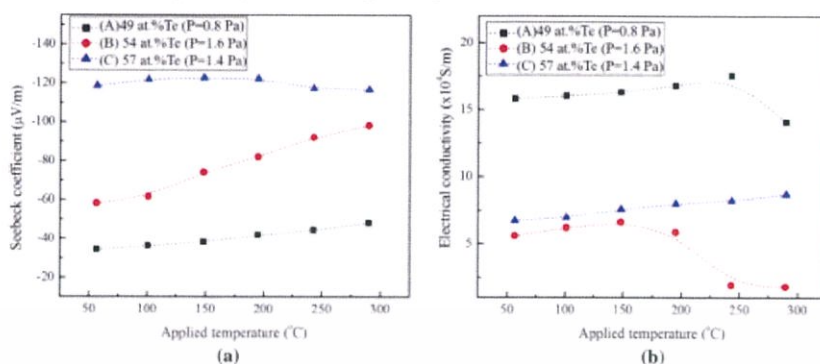 (A)49 at.%Te (P=0.8 Pa)
(B) 54 at.%Te (P=1.6 Pa)
(C) 57 at.%Te (P=1.4 Pa)
-140
-120
-100
-80
-60
-40
-20
Seebeck coefficient (μV/m)
50
100
150
200
250
300
Applied temperature (°C)
(a)
(A)49 at.%Te (P=0.8 Pa)
(B) 54 at.%Te (P=1.6 Pa)
(C) 57 at.%Te (P=1.4 Pa)
20
15
10
5
Electrical conductivity (x10⁴S/m)
50
100
150
200
250
300
Applied temperature (°C)
(b)